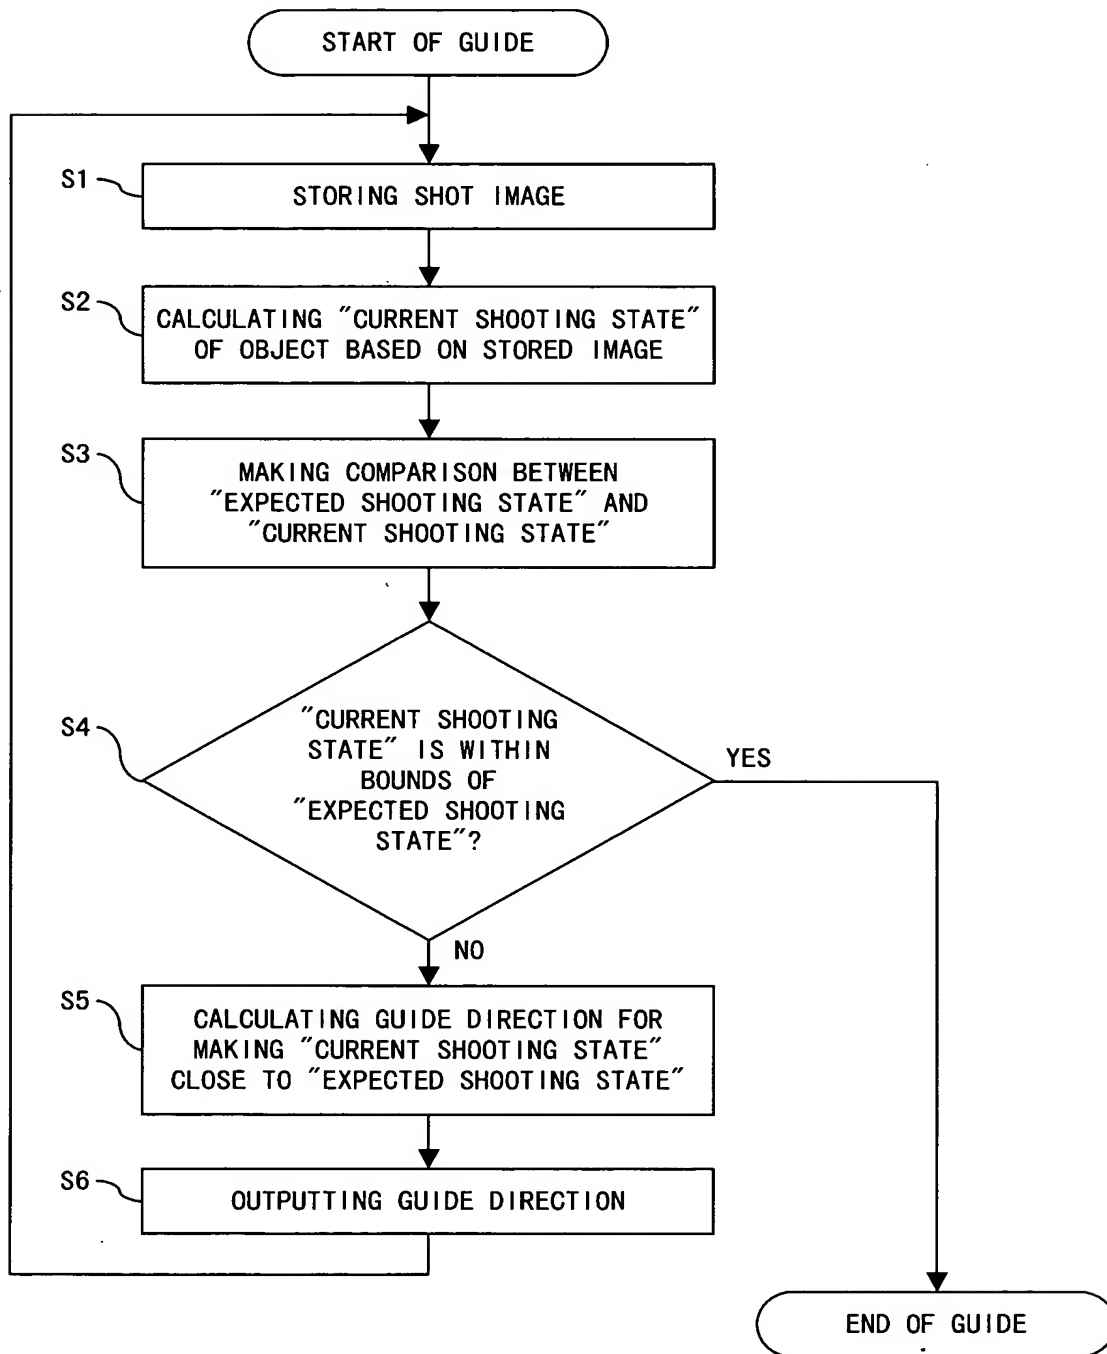 START OF GUIDE
S1
STORING SHOT IMAGE
S2
CALCULATING "CURRENT SHOOTING STATE"
OF OBJECT BASED ON STORED IMAGE
S3
MAKING COMPARISON BETWEEN
"EXPECTED SHOOTING STATE" AND
"CURRENT SHOOTING STATE"
S4
"CURRENT SHOOTING
STATE" IS WITHIN
BOUNDS OF
"EXPECTED SHOOTING
STATE"?
YES
NO
S5
CALCULATING GUIDE DIRECTION FOR
MAKING "CURRENT SHOOTING STATE"
CLOSE TO "EXPECTED SHOOTING STATE"
S6
OUTPUTTING GUIDE DIRECTION
END OF GUIDE